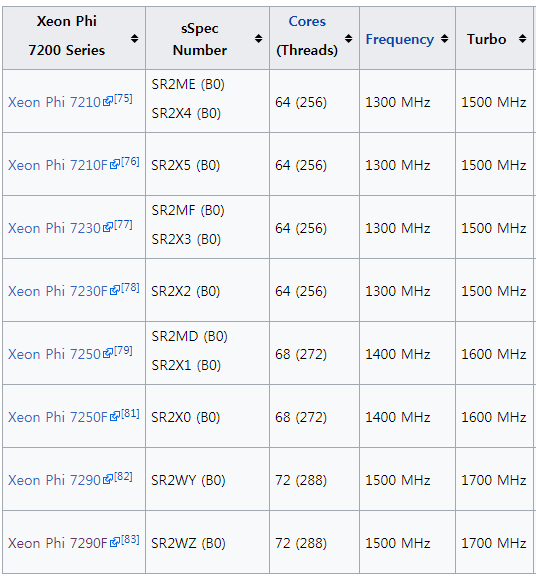 Xeon Phi
7200 Series
sSpec
Number
Cores
(Threads)
Frequency
Turbo
Xeon Phi 7210[75] SR2ME (B0)
SR2X4 (B0) 64 (256) 1300 MHz 1500 MHz
Xeon Phi 7210F[76] SR2X5 (B0) 64 (256) 1300 MHz 1500 MHz
Xeon Phi 7230[77] SR2MF (B0)
SR2X3 (B0) 64 (256) 1300 MHz 1500 MHz
Xeon Phi 7230F[78] SR2X2 (B0) 64 (256) 1300 MHz 1500 MHz
Xeon Phi 7250[79] SR2MD (B0)
SR2X1 (B0) 68 (272) 1400 MHz 1600 MHz
Xeon Phi 7250F[81] SR2X0 (B0) 68 (272) 1400 MHz 1600 MHz
Xeon Phi 7290[82] SR2WY (B0) 72 (288) 1500 MHz 1700 MHz
Xeon Phi 7290F[83] SR2WZ (B0) 72 (288) 1500 MHz 1700 MHz